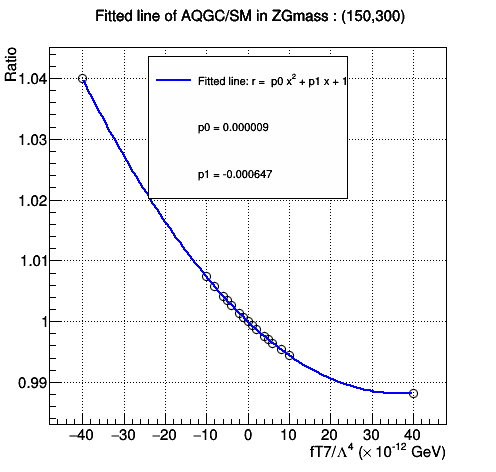 Fitted line of AQGC/SM in ZGmass : (150,300)
Ratio
Fitted line: r = p0 x² + p1 x + 1
p0 = 0.000009
p1 = -0.000647
1.04
1.03
1.02
1.01
1
0.99
−40 −30 −20 −10 0 10 20 30 40
fT7/Λ⁴ (× 10⁻¹² GeV)